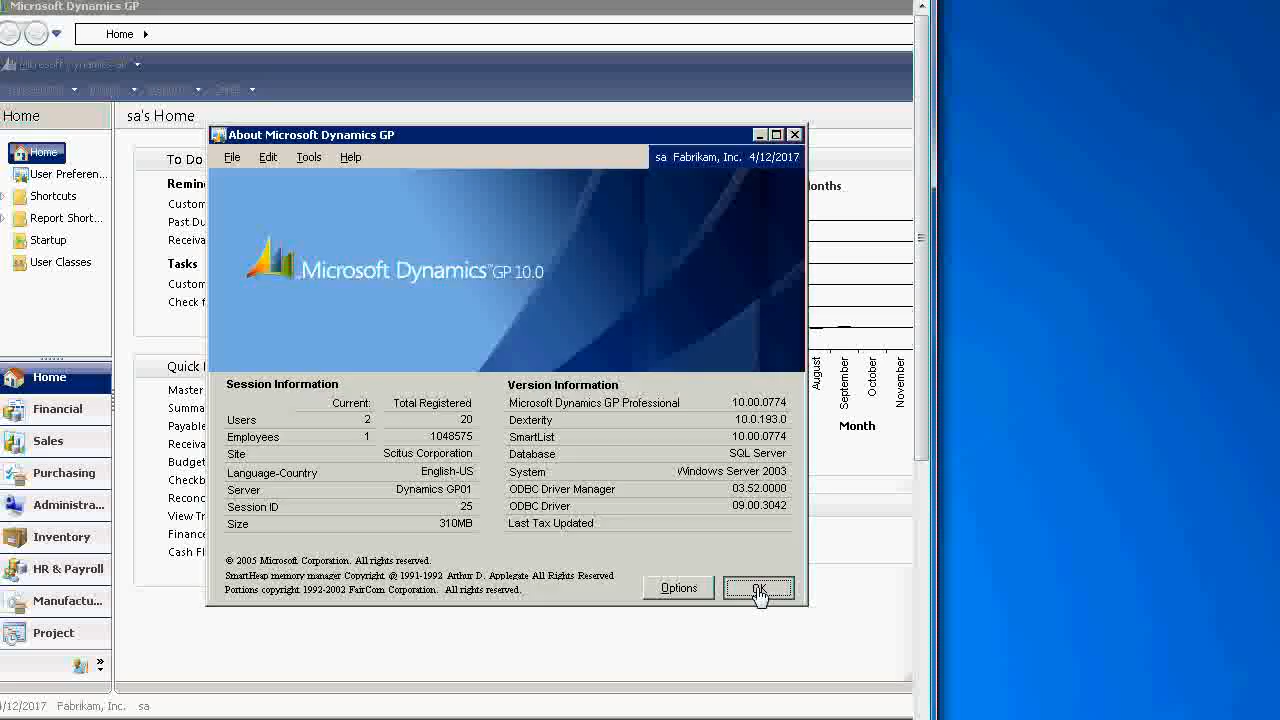 Microsoft Dynamics GP
Home
Microsoft Dynamics GP
Home
sa's Home
About Microsoft Dynamics GP
File Edit Tools Help
sa Fabrikam, Inc. 4/12/2017
Home
User Preferen...
Shortcuts
Report Short...
Startup
User Classes
To Do
Remin
Custom
Past Du
Receiva
Tasks
Custom
Check f
onths
Microsoft Dynamics™ GP 10.0
Quick
Master
Summa
Payable
Receiva
Budget
Checkb
Reconc
View Tr
Finance
Cash Fl
Session Information
Current: Total Registered
Users 2 20
Employees 1 1048575
Site Scitus Corporation
Language-Country English-US
Server Dynamics GP01
Session ID 25
Size 310MB
Version Information
Microsoft Dynamics GP Professional 10.00.0774
Dexterity 10.0.193.0
SmartList 10.00.0774
Database SQL Server
System Windows Server 2003
ODBC Driver Manager 03.52.0000
ODBC Driver 09.00.3042
Last Tax Updated
© 2005 Microsoft Corporation. All rights reserved.
SmartHeap memory manager Copyright @ 1991-1992 Arthur D. Applegate All Rights Reserved
Portions copyright 1992-2002 FairCom Corporation. All rights reserved.
Options OK
August
September
October
November
Month
Home
Financial
Sales
Purchasing
Administra...
Inventory
HR & Payroll
Manufactu...
Project
4/12/2017 Fabrikam, Inc. sa